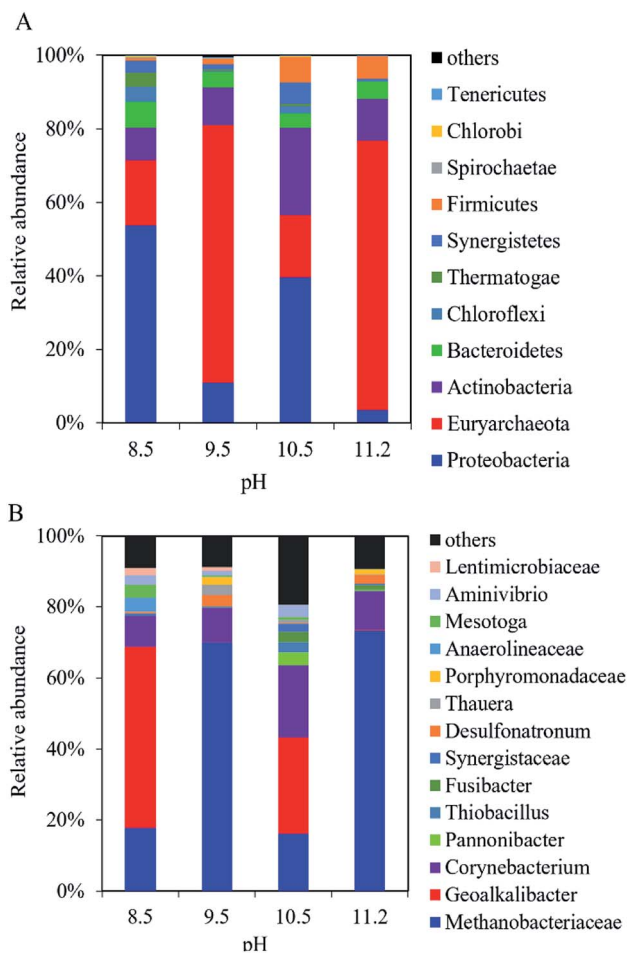 A
Relative abundance
100%
80%
60%
40%
20%
0%
8.5 9.5 10.5 11.2
pH
others
Tenericutes
Chlorobi
Spirochaetae
Firmicutes
Synergistetes
Thermatogae
Chloroflexi
Bacteroidetes
Actinobacteria
Euryarchaeota
Proteobacteria
B
Relative abundance
100%
80%
60%
40%
20%
0%
8.5 9.5 10.5 11.2
pH
others
Lentimicrobiaceae
Aminivibrio
Mesotoga
Anaerolineaceae
Porphyromonadaceae
Thauera
Desulfonatronum
Synergistaceae
Fusibacter
Thiobacillus
Pannonibacter
Corynebacterium
Geoalkalibacter
Methanobacteriaceae